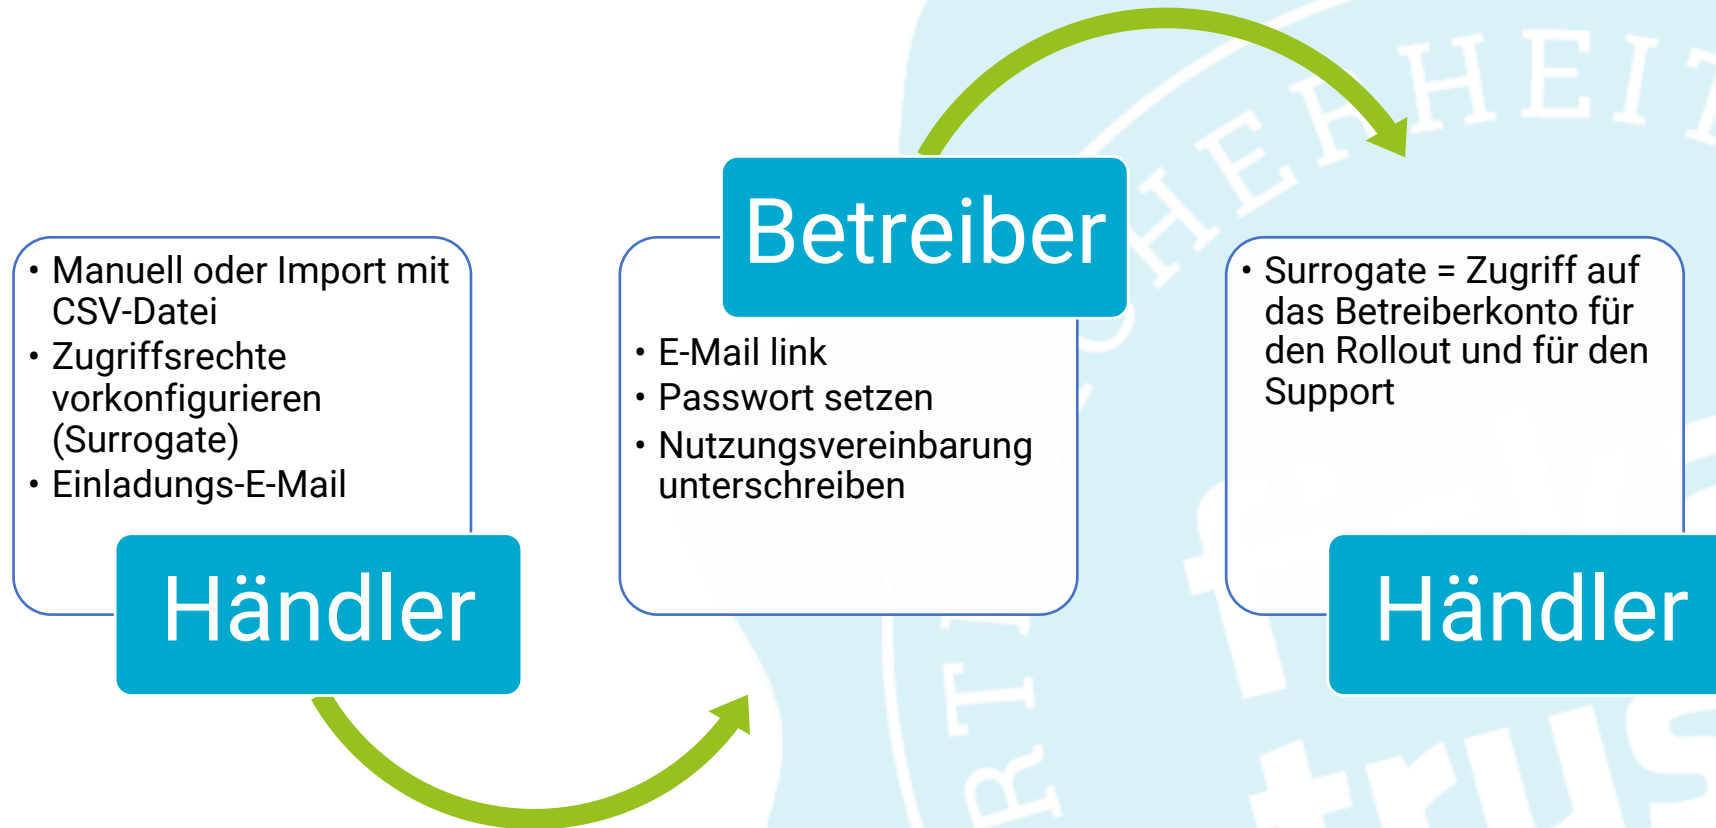 • Manuell oder Import mit
CSV-Datei
• Zugriffsrechte
vorkonfigurieren
(Surrogate)
• Einladungs-E-Mail
Händler
Betreiber
• E-Mail link
• Passwort setzen
• Nutzungsvereinbarung
unterschreiben
• Surrogate = Zugriff auf
das Betreiberkonto für
den Rollout und für den
Support
Händler